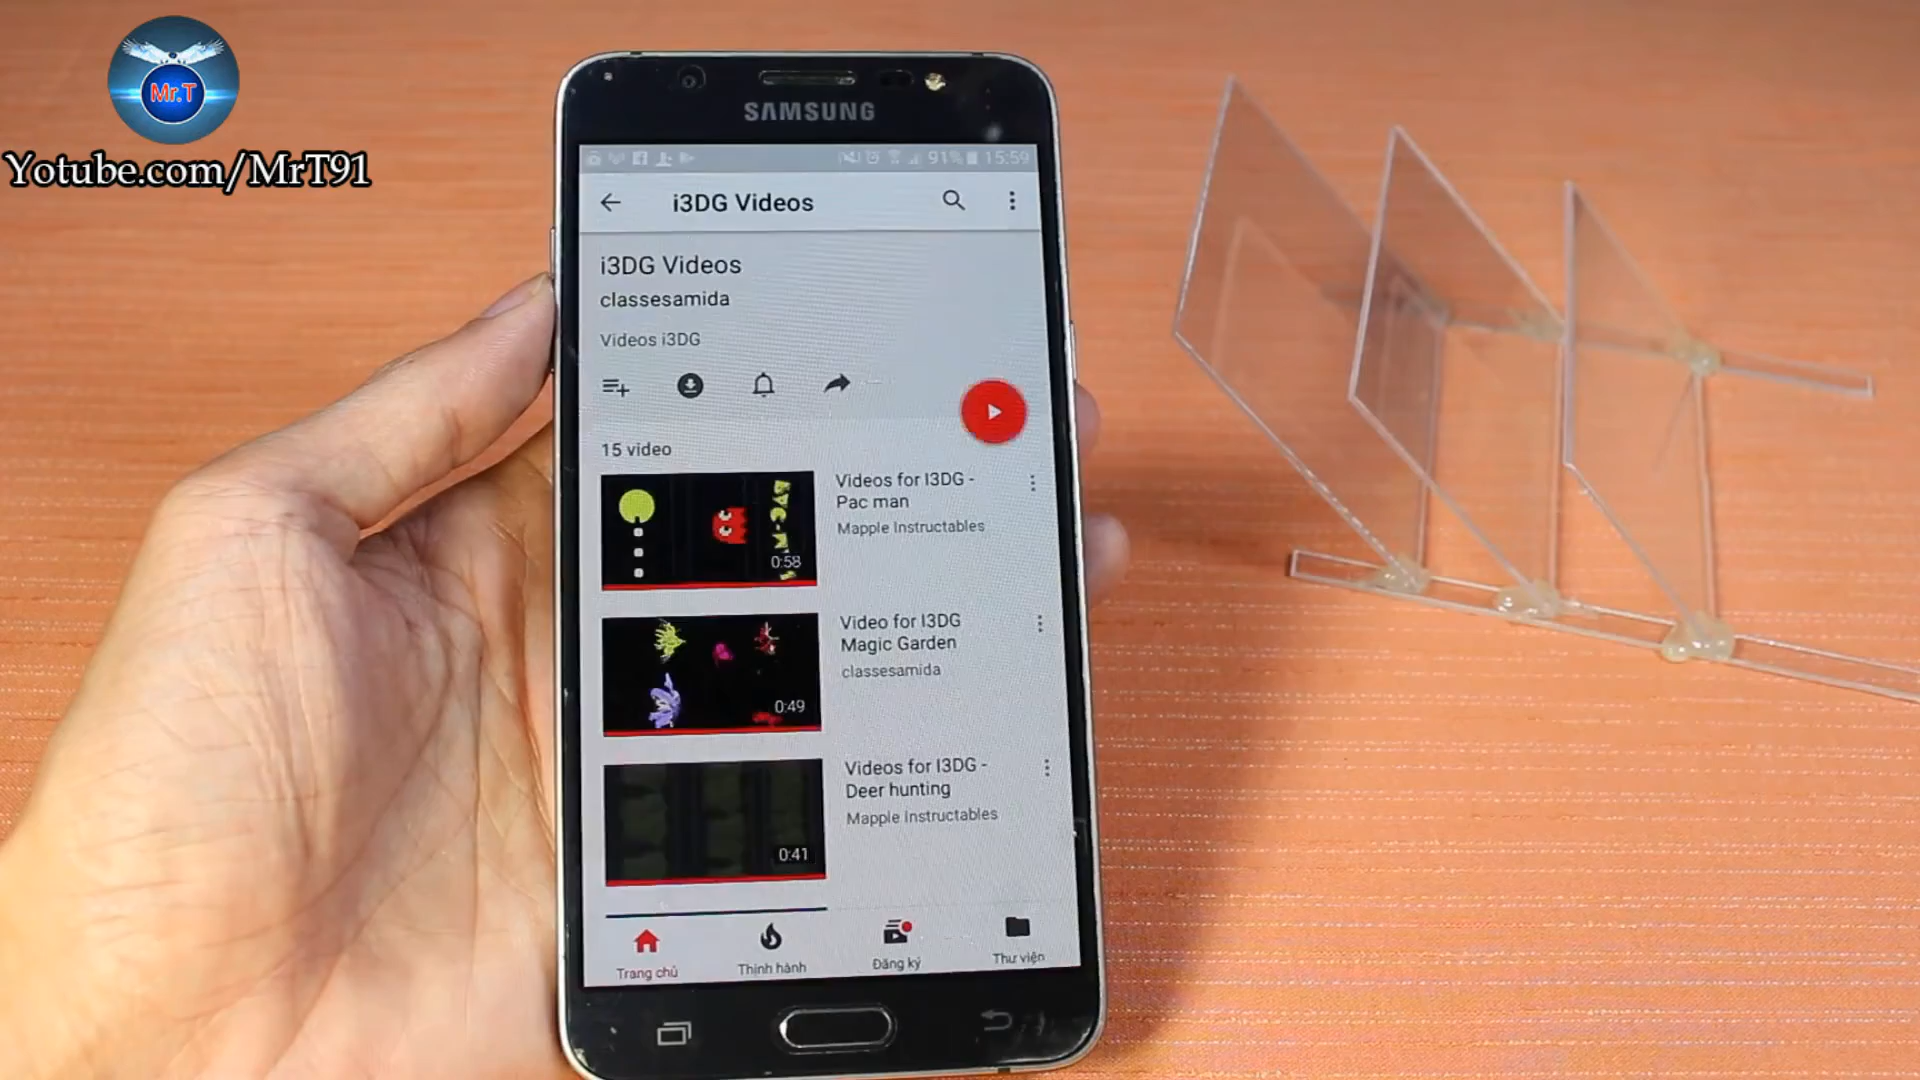 Mr.T
Yotube.com/MrT91
SAMSUNG
91% 15:59
i3DG Videos
i3DG Videos
classesamida
Videos i3DG
15 video
Videos for I3DG -
Pac man
Mapple Instructables
0:58
Video for I3DG
Magic Garden
classesamida
0:49
Videos for I3DG -
Deer hunting
Mapple Instructables
0:41
Trang chủ
Thịnh hành
Đăng ký
Thư viện